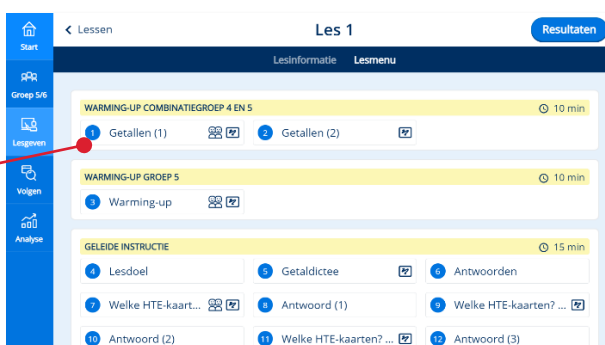 Start
Groep 5/6
Lesgeven
Volgen
Analyse
Lessen
Les 1
Resultaten
Lesinformatie Lesmenu
WARMING-UP COMBINATIEGROEP 4 EN 5 10 min
1 Getallen (1) 2 Getallen (2)
WARMING-UP GROEP 5 10 min
3 Warming-up
GELEIDE INSTRUCTIE 15 min
4 Lesdoel 5 Getaldictee 6 Antwoorden
7 Welke HTE-kaart... 8 Antwoord (1) 9 Welke HTE-kaarten? ...
10 Antwoord (2) 11 Welke HTE-kaarten? ... 12 Antwoord (3)